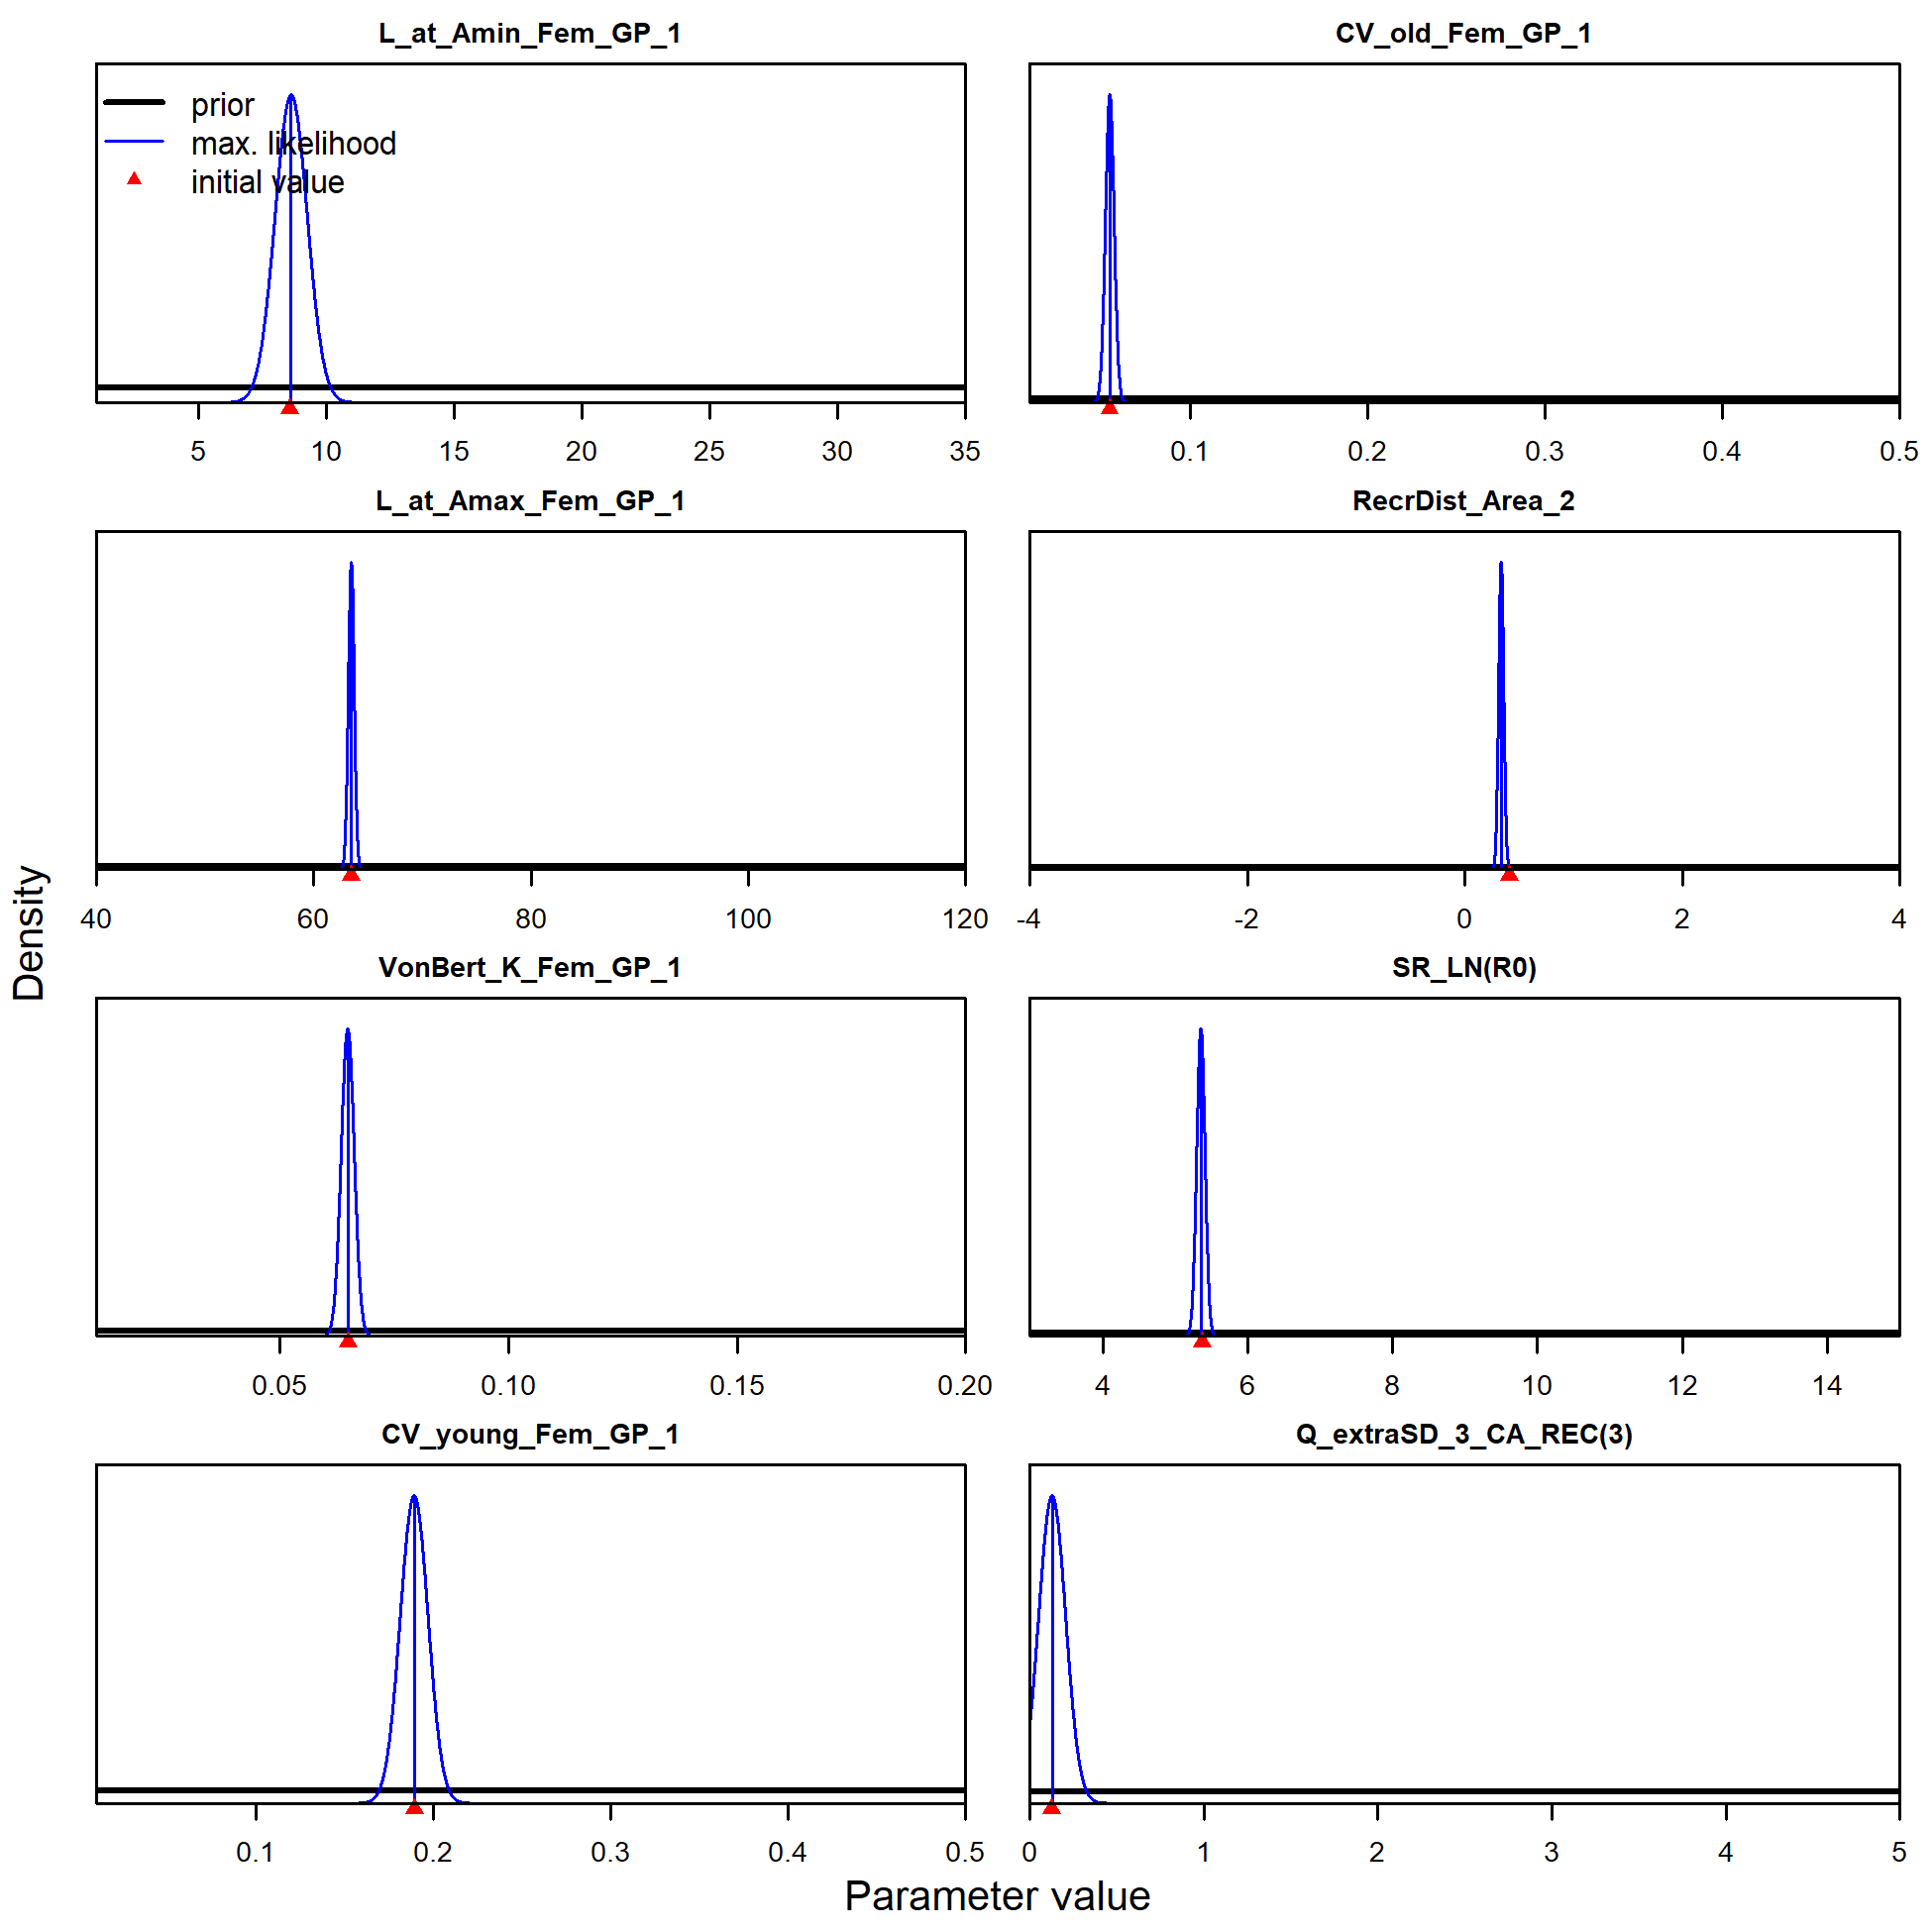 L_at_Amin_Fem_GP_1
prior
max. likelihood
initial value
5 10 15 20 25 30 35
CV_old_Fem_GP_1
0.1 0.2 0.3 0.4 0.5
L_at_Amax_Fem_GP_1
40 60 80 100 120
RecrDist_Area_2
-4 -2 0 2 4
VonBert_K_Fem_GP_1
0.05 0.10 0.15 0.20
SR_LN(R0)
4 6 8 10 12 14
CV_young_Fem_GP_1
0.1 0.2 0.3 0.4 0.5
Q_extraSD_3_CA_REC(3)
0 1 2 3 4 5
Density
Parameter value